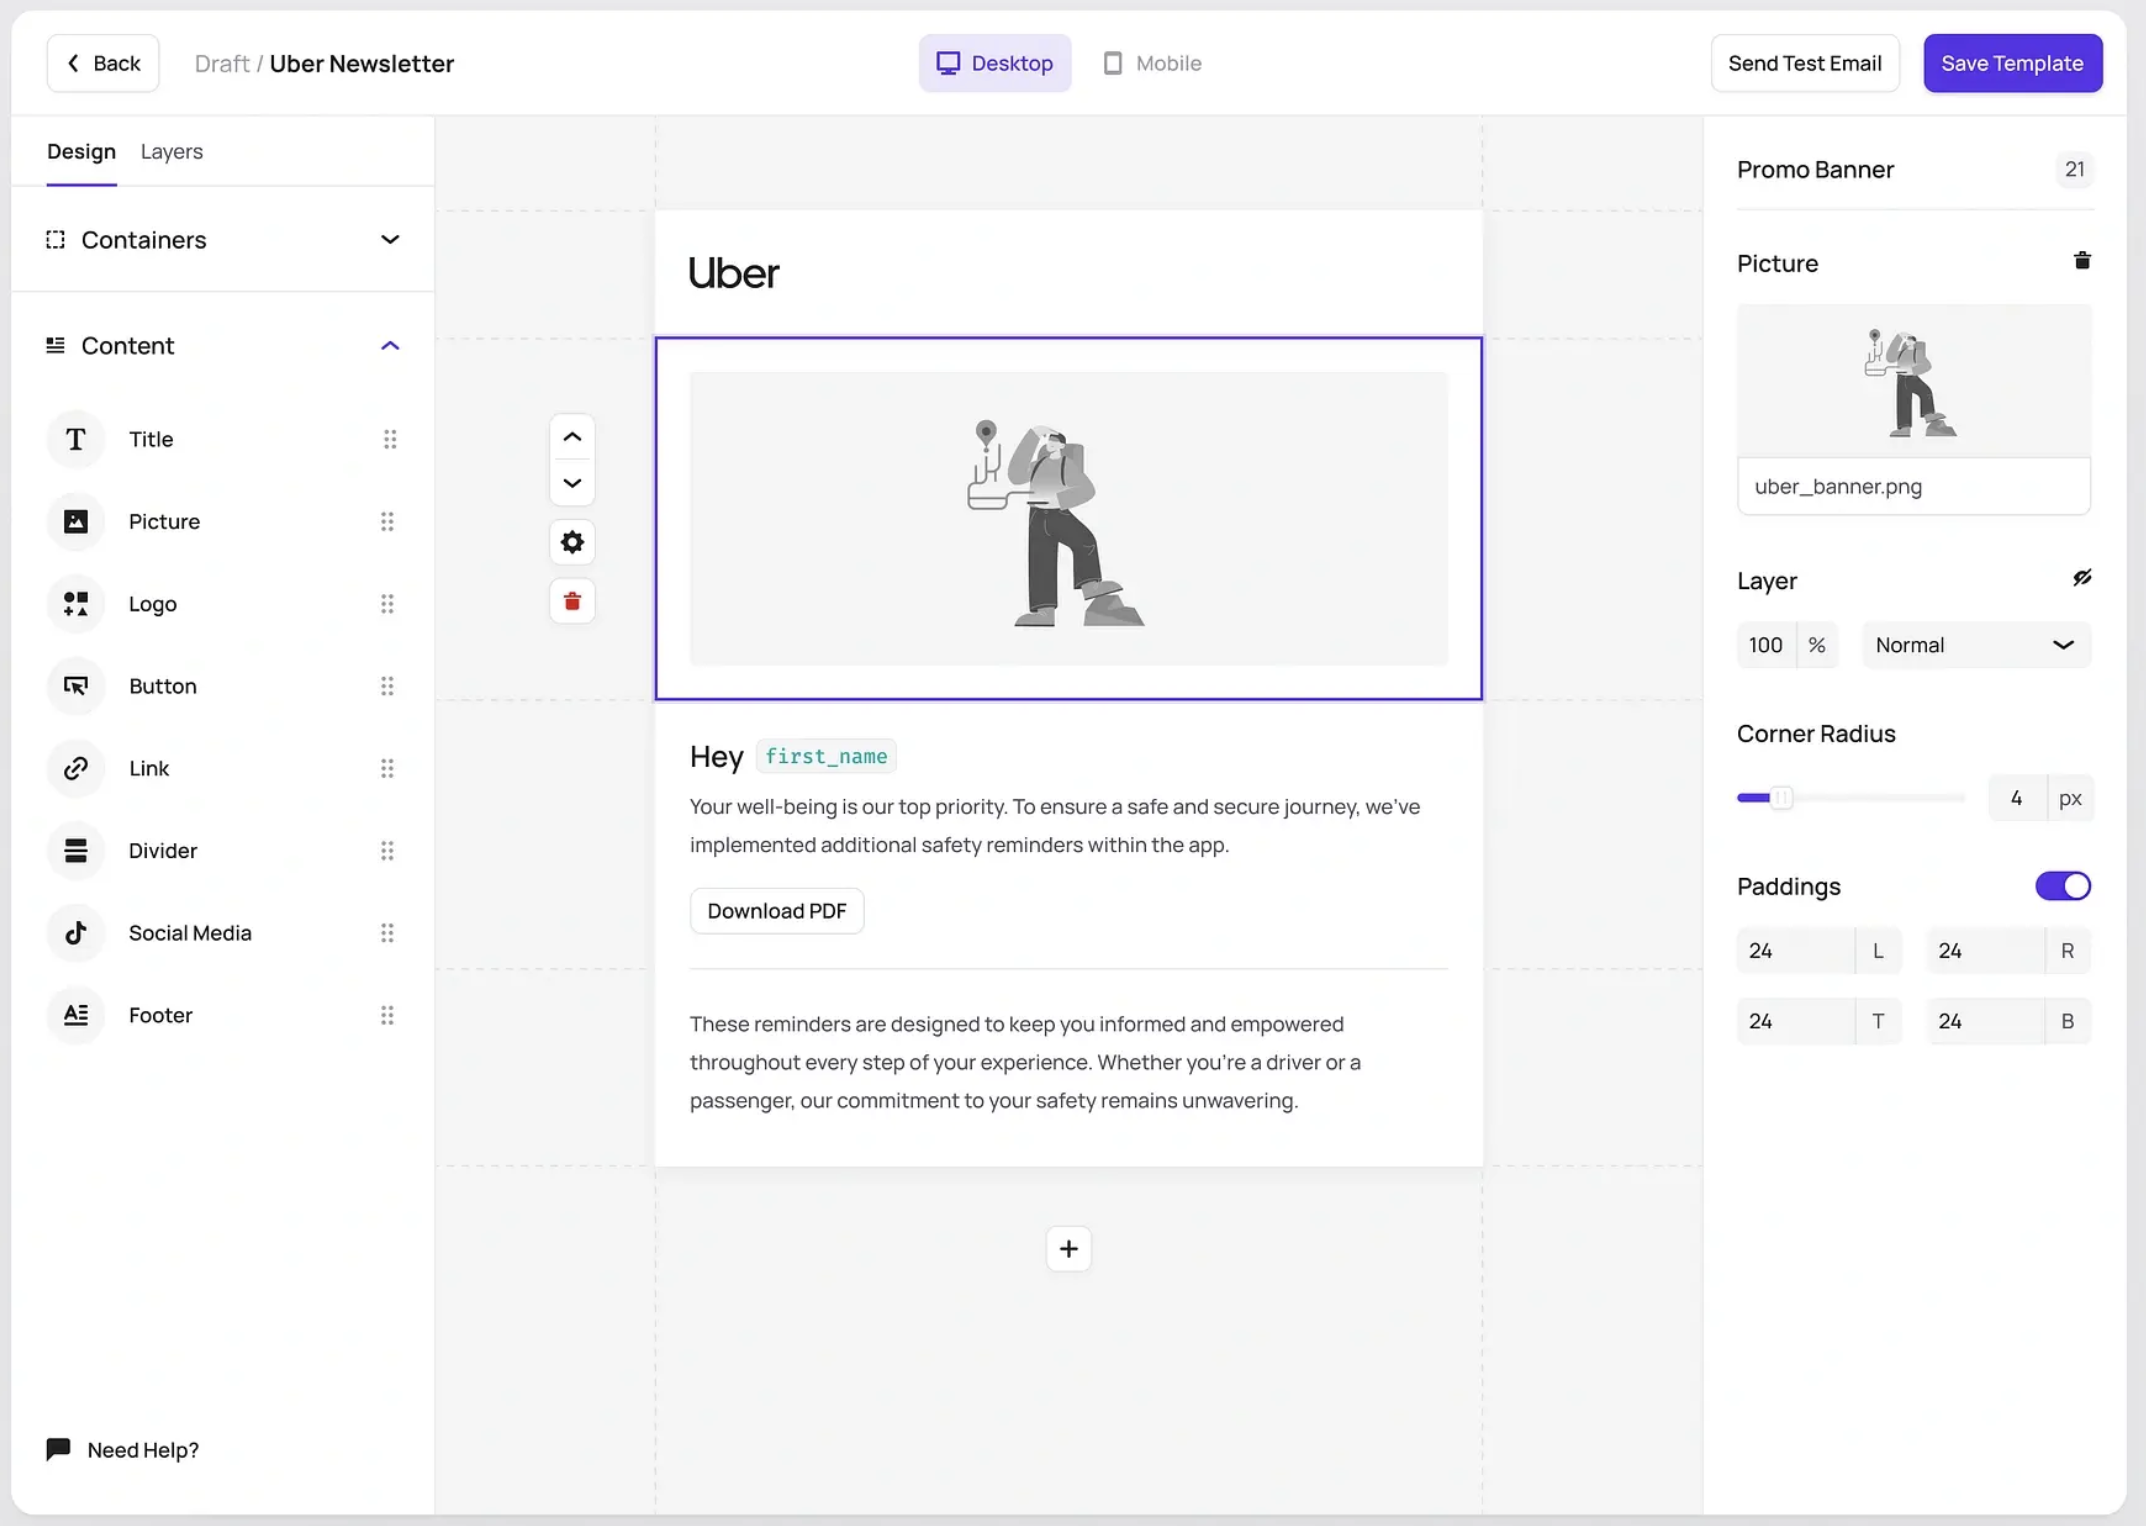 Back
Draft / Uber Newsletter
Desktop
Mobile
Send Test Email
Save Template
Design
Layers
Containers
Content
T Title
Picture
Logo
Button
Link
Divider
Social Media
Footer
Need Help?
Uber
Hey first_name
Your well-being is our top priority. To ensure a safe and secure journey, we’ve
implemented additional safety reminders within the app.
Download PDF
These reminders are designed to keep you informed and empowered
throughout every step of your experience. Whether you’re a driver or a
passenger, our commitment to your safety remains unwavering.
Promo Banner 21
Picture
uber_banner.png
Layer
100 % Normal
Corner Radius
4 px
Paddings
24 L 24 R
24 T 24 B